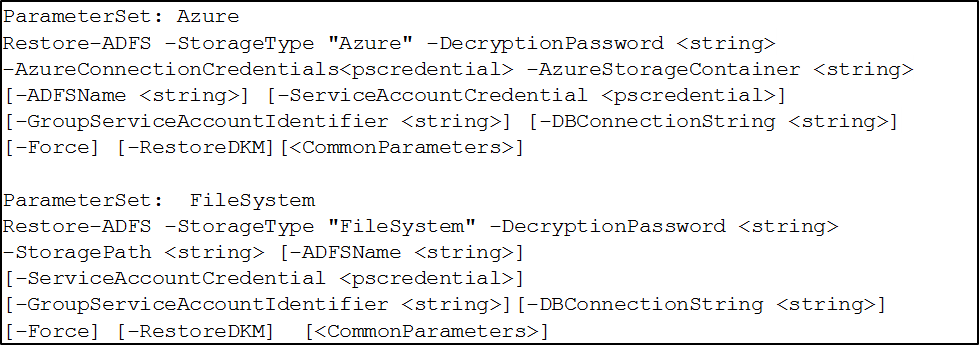 ParameterSet: Azure
Restore-ADFS -StorageType "Azure" -DecryptionPassword <string>
-AzureConnectionCredentials<pscredential> -AzureStorageContainer <string>
[-ADFSName <string>] [-ServiceAccountCredential <pscredential>]
[-GroupServiceAccountIdentifier <string>] [-DBConnectionString <string>]
[-Force] [-RestoreDKM][<CommonParameters>]
ParameterSet:  FileSystem
Restore-ADFS -StorageType "FileSystem" -DecryptionPassword <string>
-StoragePath <string> [-ADFSName <string>]
[-ServiceAccountCredential <pscredential>]
[-GroupServiceAccountIdentifier <string>][-DBConnectionString <string>]
[-Force] [-RestoreDKM]  [<CommonParameters>]